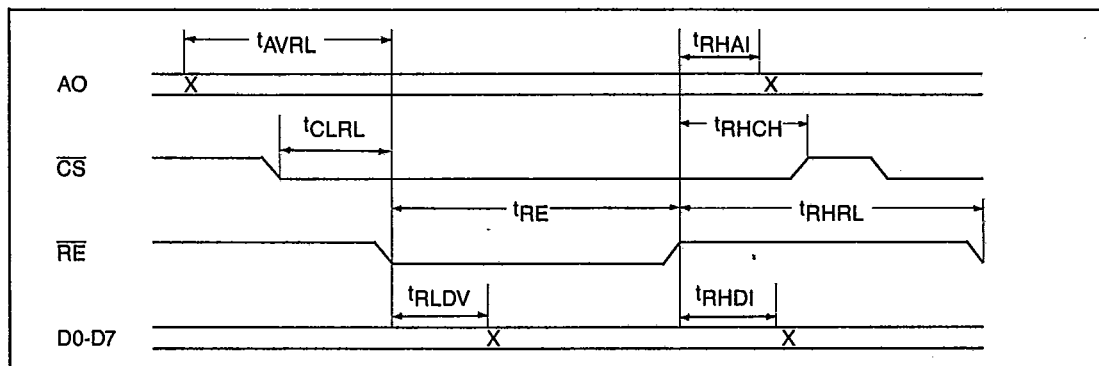 tAVRL tRHAI
AO X X
tCLRL tRHCH
CS
tRE tRHRL
RE
tRLDV tRHDI
D0-D7 X X